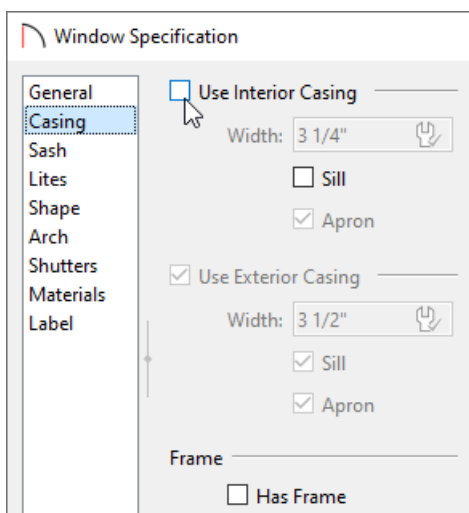 Window Specification
General
Casing
Sash
Lites
Shape
Arch
Shutters
Materials
Label
Use Interior Casing
Width: 3 1/4"
Sill
Apron
Use Exterior Casing
Width: 3 1/2"
Sill
Apron
Frame
Has Frame